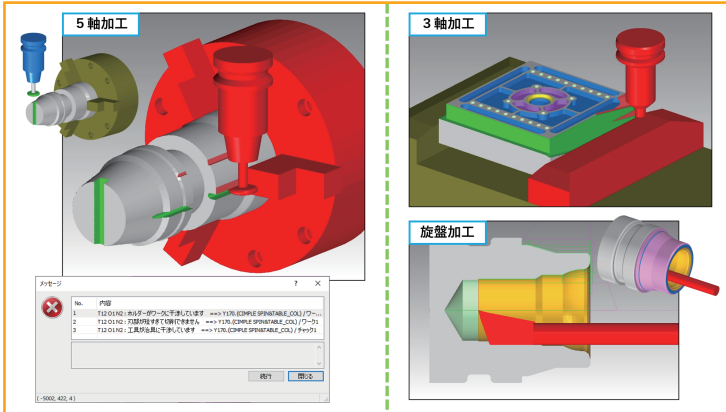 5軸加工
3軸加工
旋盤加工
メッセージ
? ×
No. 内容
1 T12 O1 N2 : ホルダーがワークに干渉しています ==> Y170.(CIMPLE SPIN&TABLE_COL) /ワー...
2 T12 O1 N2 : 刃部が短すぎて切削できません ==> Y170.(CIMPLE SPIN&TABLE_COL) /ワーク1
3 T12 O1 N2 : 工具が治具に干渉しています ==> Y170.(CIMPLE SPIN&TABLE_COL) /チャック1
続行 閉じる
( -5002, 422, 4 )